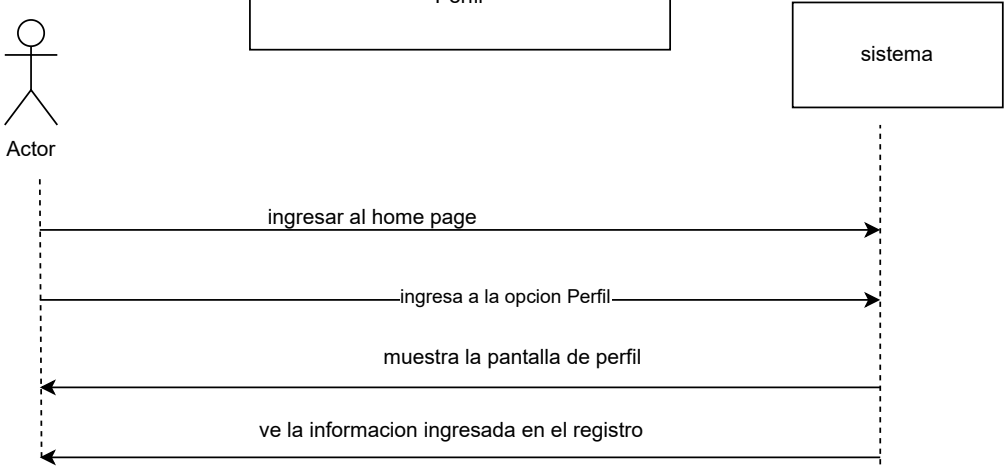 Perfil
sistema
Actor
ingresar al home page
ingresa a la opcion Perfil
muestra la pantalla de perfil
ve la informacion ingresada en el registro